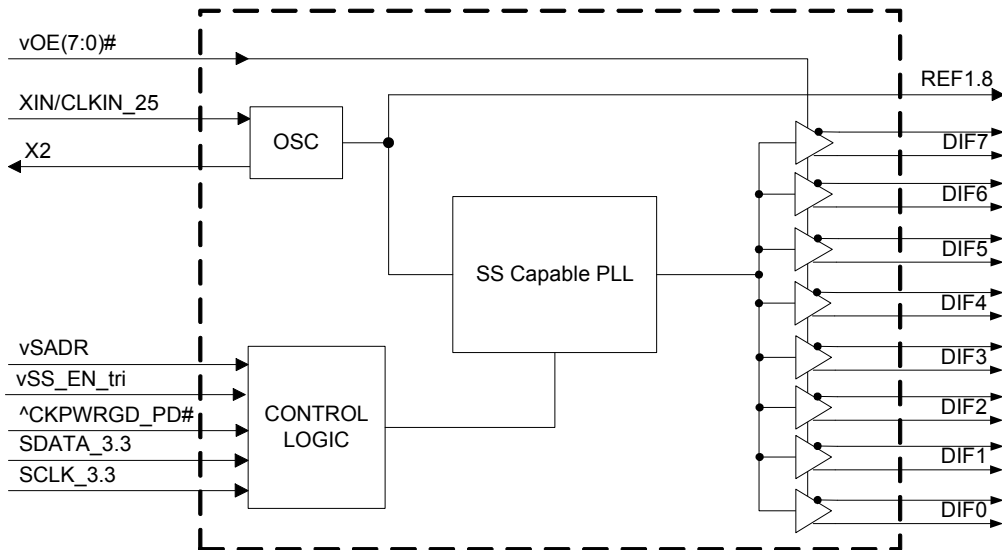 vOE(7:0)#
REF1.8
XIN/CLKIN_25
OSC
X2
DIF7
DIF6
DIF5
SS Capable PLL
DIF4
DIF3
DIF2
DIF1
DIF0
vSADR
vSS_EN_tri
^CKPWRGD_PD#
SDATA_3.3
SCLK_3.3
CONTROL
LOGIC